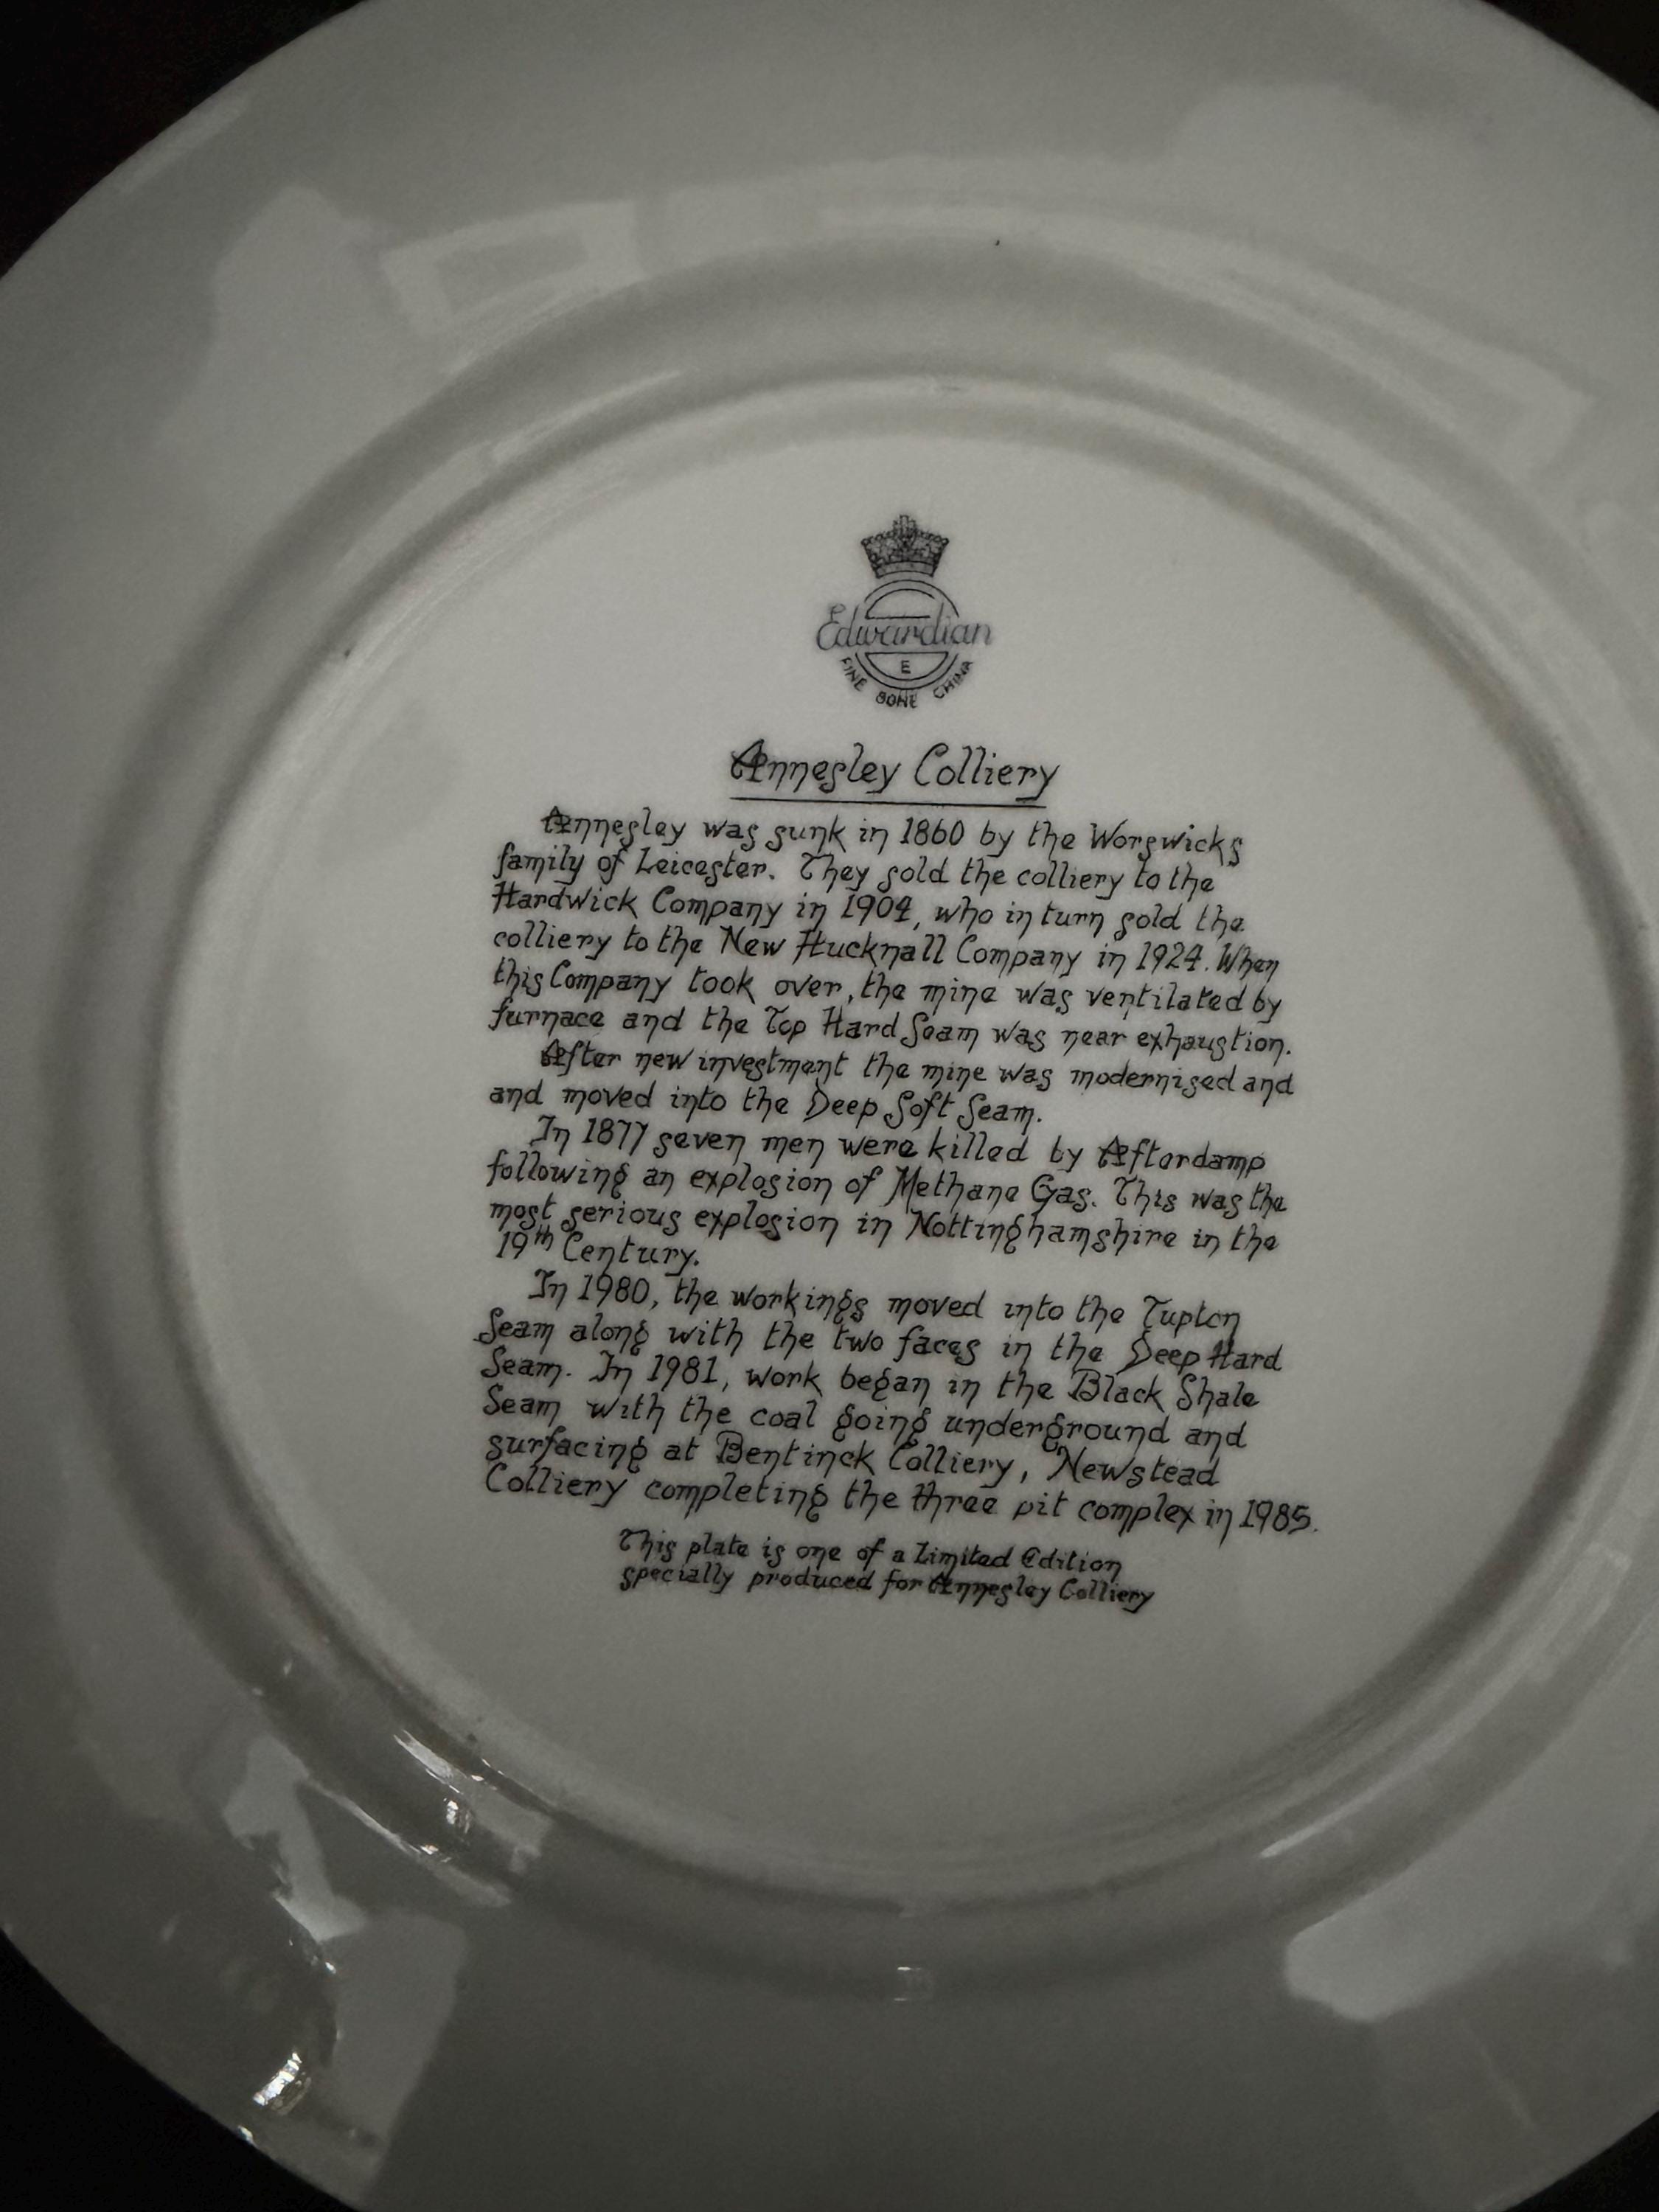 Edwardian
E
FINE BONE CHINA
Annesley Colliery
Annesley was sunk in 1860 by the Worswicks
family of Leicester. They sold the colliery to the
Hardwick Company in 1904, who in turn sold the
colliery to the New Hucknall Company in 1924. When
this Company took over, the mine was ventilated by
furnace and the Top Hard Seam was near exhaustion.
After new investment the mine was modernised and
and moved into the Deep Soft Seam.
In 1877 seven men were killed by Afterdamp
following an explosion of Methane Gas. This was the
most serious explosion in Nottinghamshire in the
19th Century.
In 1980, the workings moved into the Tupton
Seam along with the two faces in the Deep Hard
Seam. In 1981, work began in the Black Shale
Seam with the coal going underground and
surfacing at Bentinck Colliery, Newstead
Colliery completing the three pit complex in 1985.
This plate is one of a Limited Edition
specially produced for Annesley Colliery